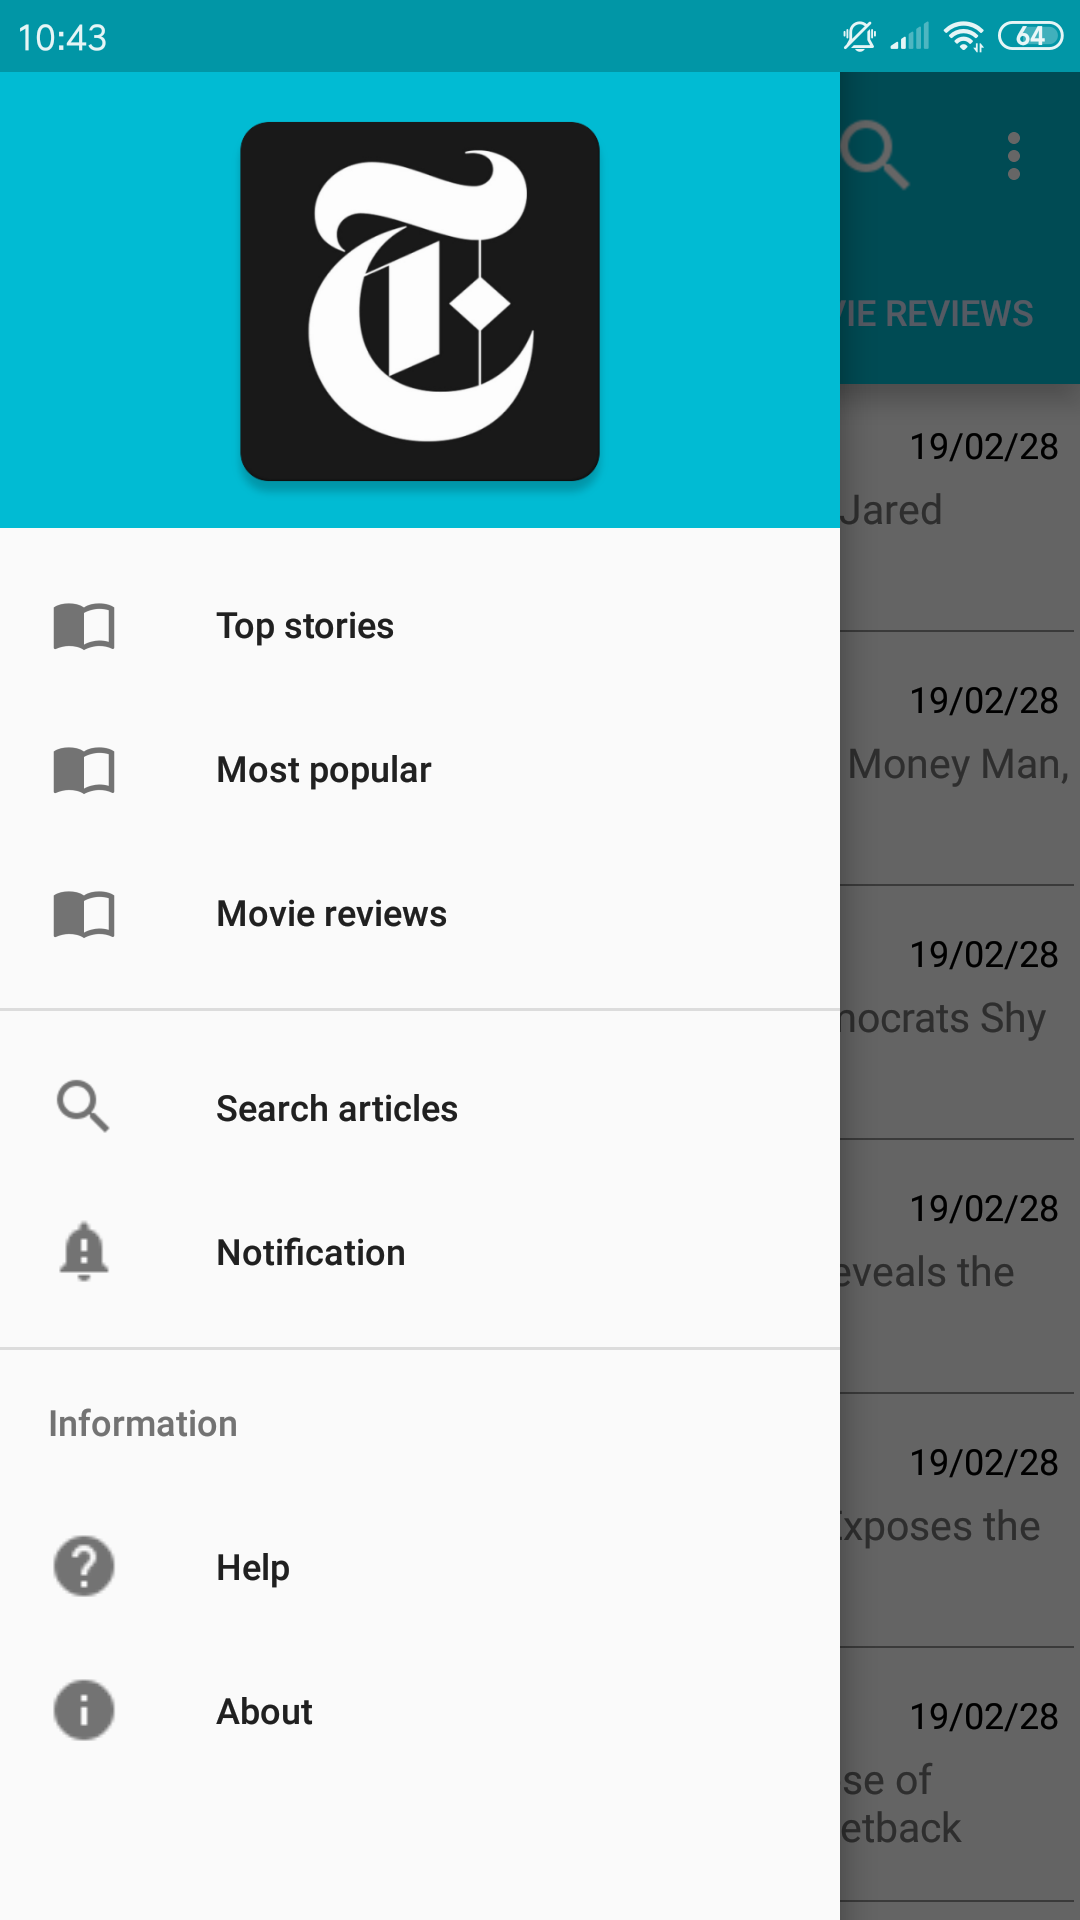 10:43
64
VIE REVIEWS
19/02/28
Jared
Top stories
19/02/28
Most popular
Money Man,
Movie reviews
19/02/28
nocrats Shy
Search articles
19/02/28
Notification
eveals the
Information
19/02/28
Exposes the
Help
About
19/02/28
se of
etback